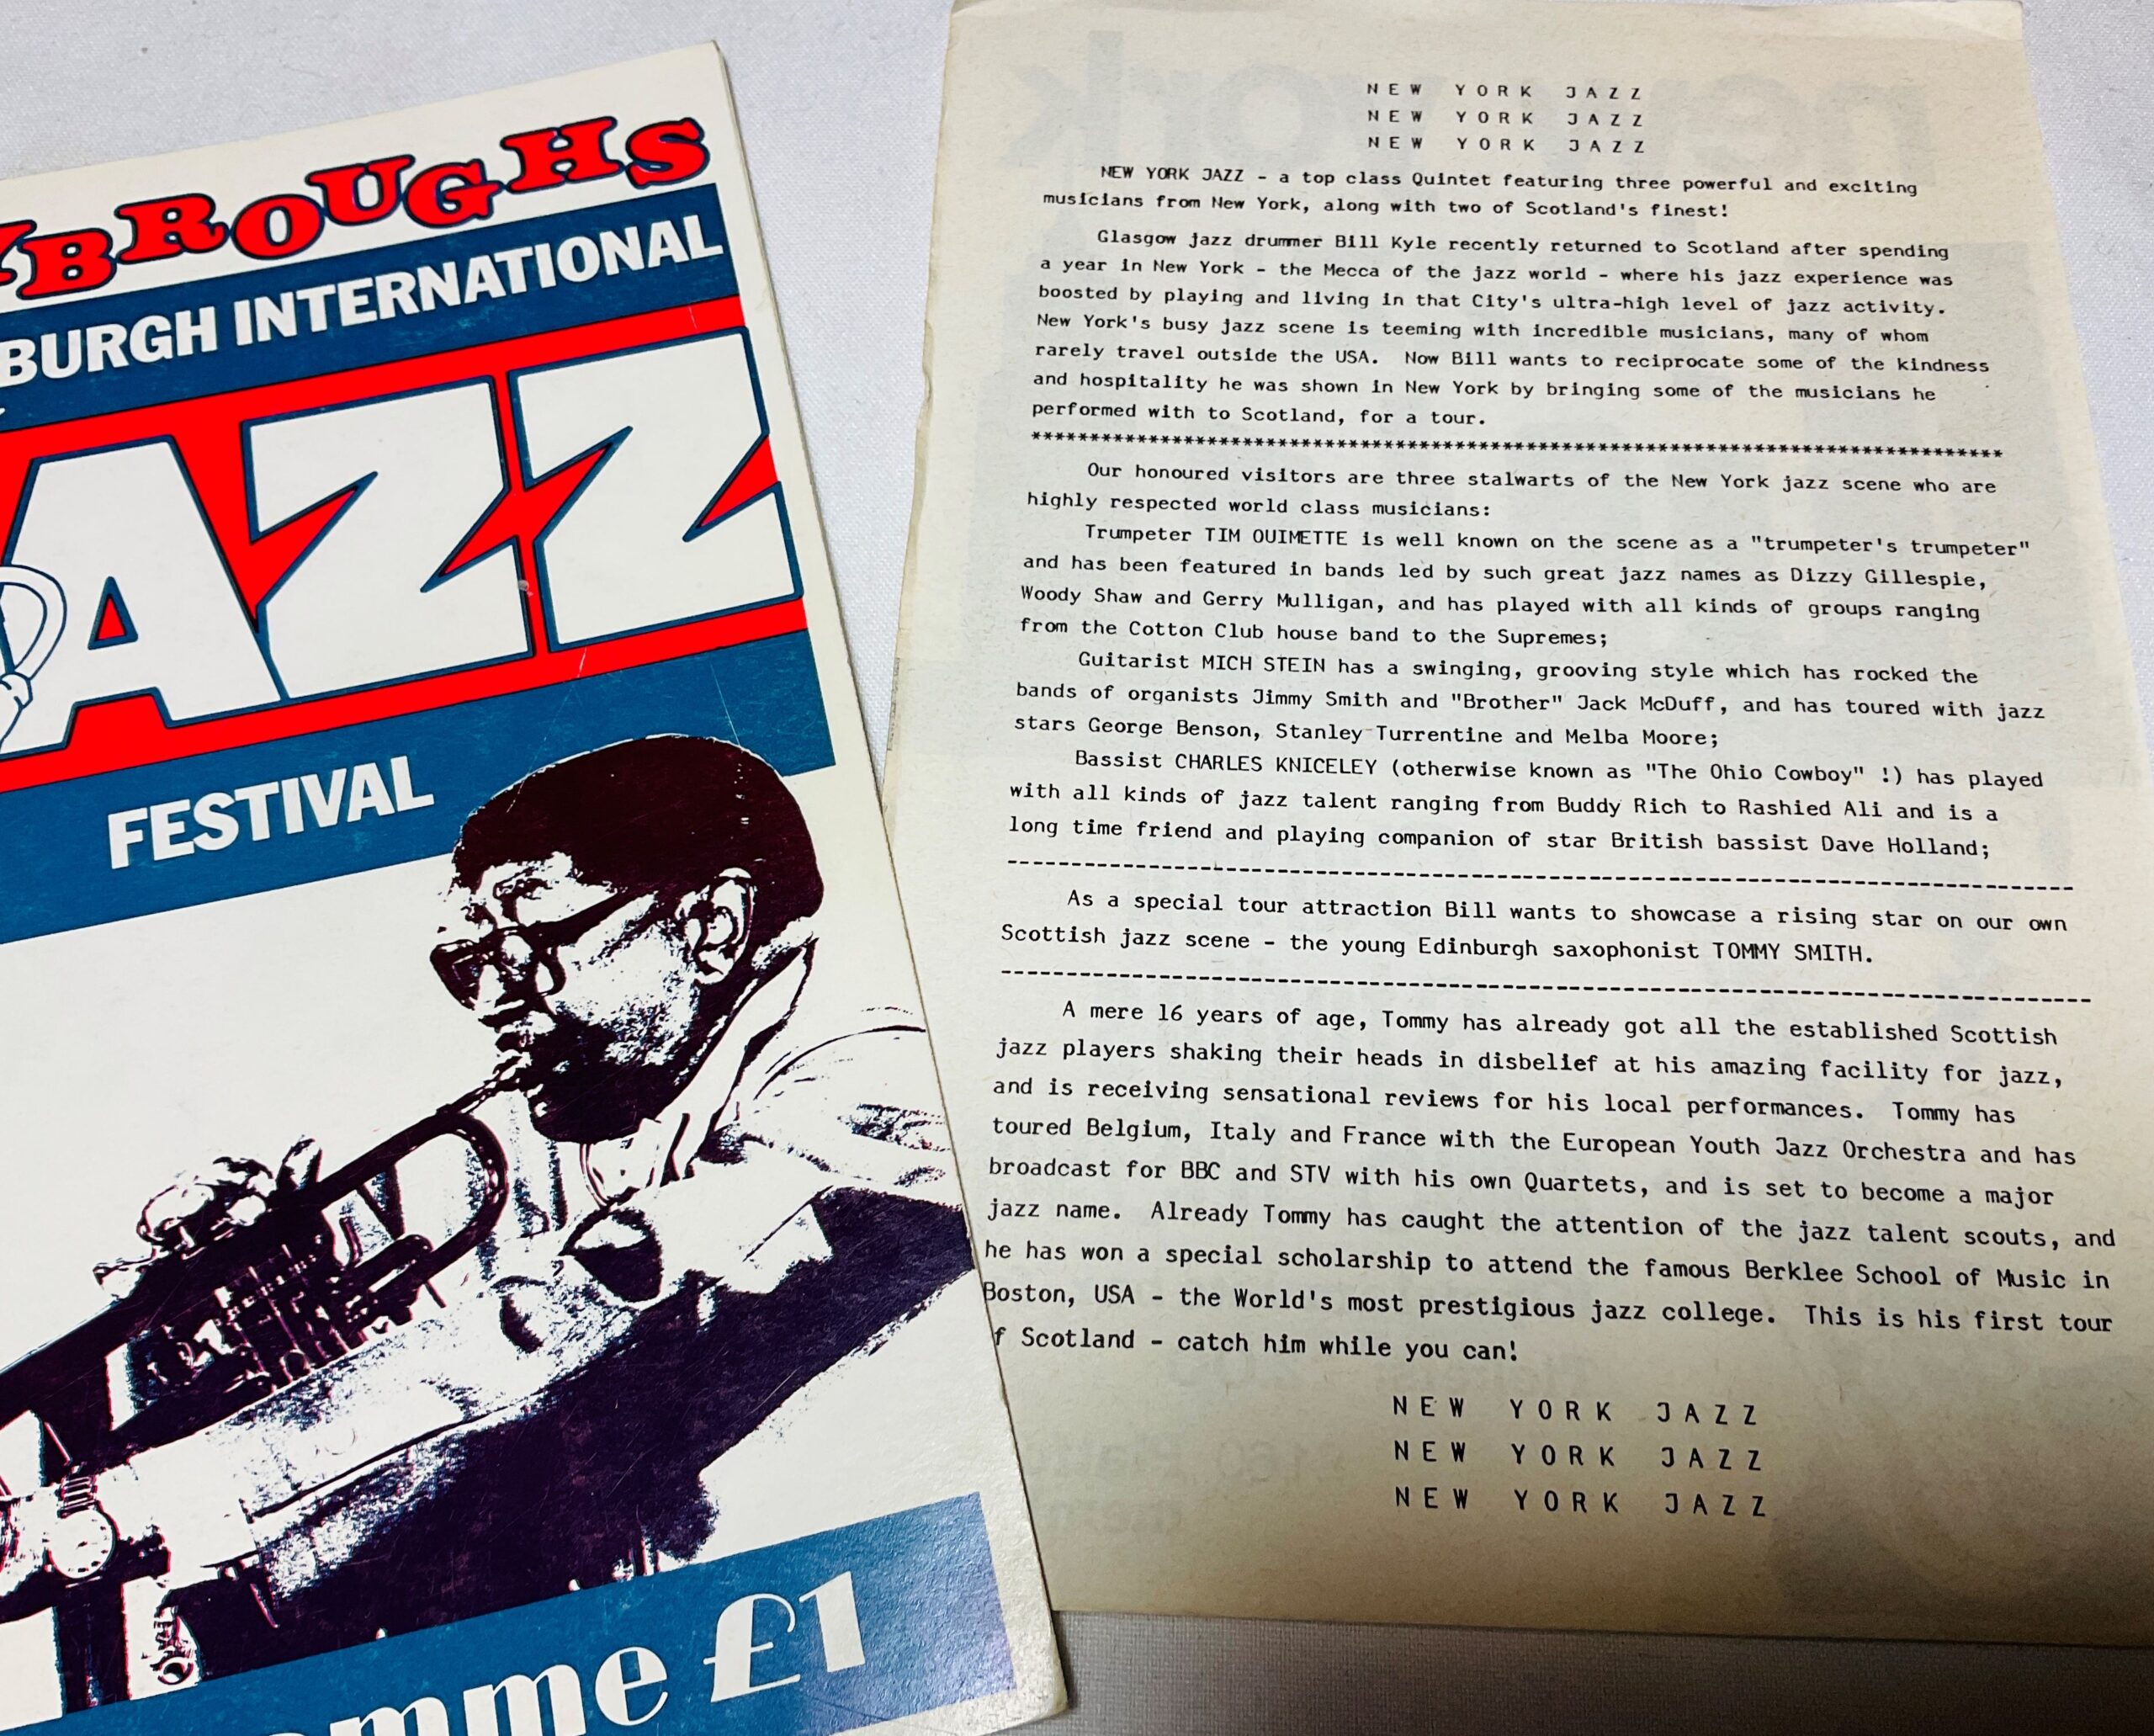 YBROUGHS
BURGH INTERNATIONAL
AZZ
FESTIVAL
mme £1
NEW YORK JAZZ
NEW YORK JAZZ
NEW YORK JAZZ
NEW YORK JAZZ - a top class Quintet featuring three powerful and exciting
musicians from New York, along with two of Scotland's finest!
Glasgow jazz drummer Bill Kyle recently returned to Scotland after spending
a year in New York - the Mecca of the jazz world - where his jazz experience was
boosted by playing and living in that City's ultra-high level of jazz activity.
New York's busy jazz scene is teeming with incredible musicians, many of whom
rarely travel outside the USA. Now Bill wants to reciprocate some of the kindness
and hospitality he was shown in New York by bringing some of the musicians he
performed with to Scotland, for a tour.
***********************************************************************************
Our honoured visitors are three stalwarts of the New York jazz scene who are
highly respected world class musicians:
Trumpeter TIM OUIMETTE is well known on the scene as a "trumpeter's trumpeter"
and has been featured in bands led by such great jazz names as Dizzy Gillespie,
Woody Shaw and Gerry Mulligan, and has played with all kinds of groups ranging
from the Cotton Club house band to the Supremes;
Guitarist MICH STEIN has a swinging, grooving style which has rocked the
bands of organists Jimmy Smith and "Brother" Jack McDuff, and has toured with jazz
stars George Benson, Stanley Turrentine and Melba Moore;
Bassist CHARLES KNICELEY (otherwise known as "The Ohio Cowboy" !) has played
with all kinds of jazz talent ranging from Buddy Rich to Rashied Ali and is a
long time friend and playing companion of star British bassist Dave Holland;
-----------------------------------------------------------------------------------
As a special tour attraction Bill wants to showcase a rising star on our own
Scottish jazz scene - the young Edinburgh saxophonist TOMMY SMITH.
-----------------------------------------------------------------------------------
A mere 16 years of age, Tommy has already got all the established Scottish
jazz players shaking their heads in disbelief at his amazing facility for jazz,
and is receiving sensational reviews for his local performances. Tommy has
toured Belgium, Italy and France with the European Youth Jazz Orchestra and has
broadcast for BBC and STV with his own Quartets, and is set to become a major
jazz name. Already Tommy has caught the attention of the jazz talent scouts, and
he has won a special scholarship to attend the famous Berklee School of Music in
Boston, USA - the World's most prestigious jazz college. This is his first tour
f Scotland - catch him while you can!
NEW YORK JAZZ
NEW YORK JAZZ
NEW YORK JAZZ